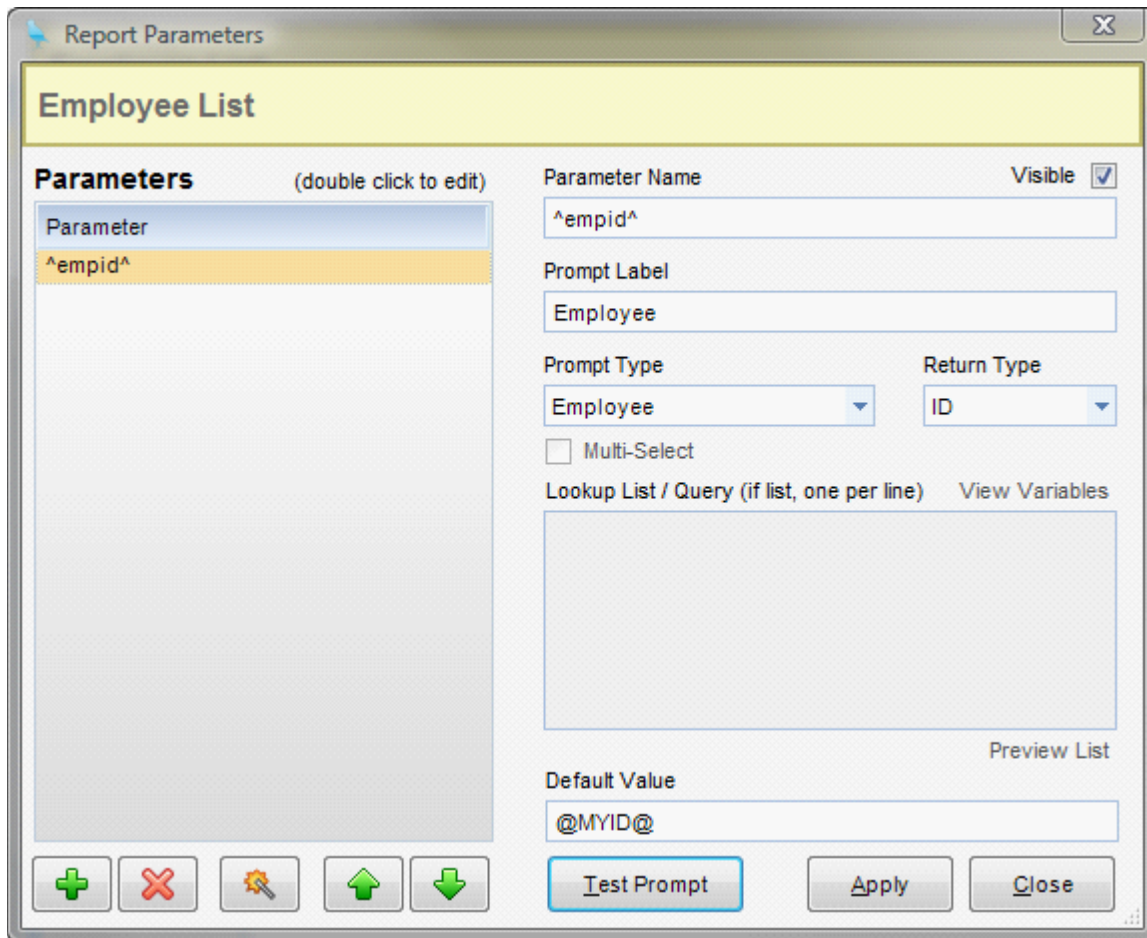 Report Parameters
Employee List
Parameters (double click to edit)
Parameter
^empid^
Parameter Name Visible
^empid^
Prompt Label
Employee
Prompt Type Return Type
Employee ID
Multi-Select
Lookup List / Query (if list, one per line) View Variables
Preview List
Default Value
@MYID@
Test Prompt Apply Close